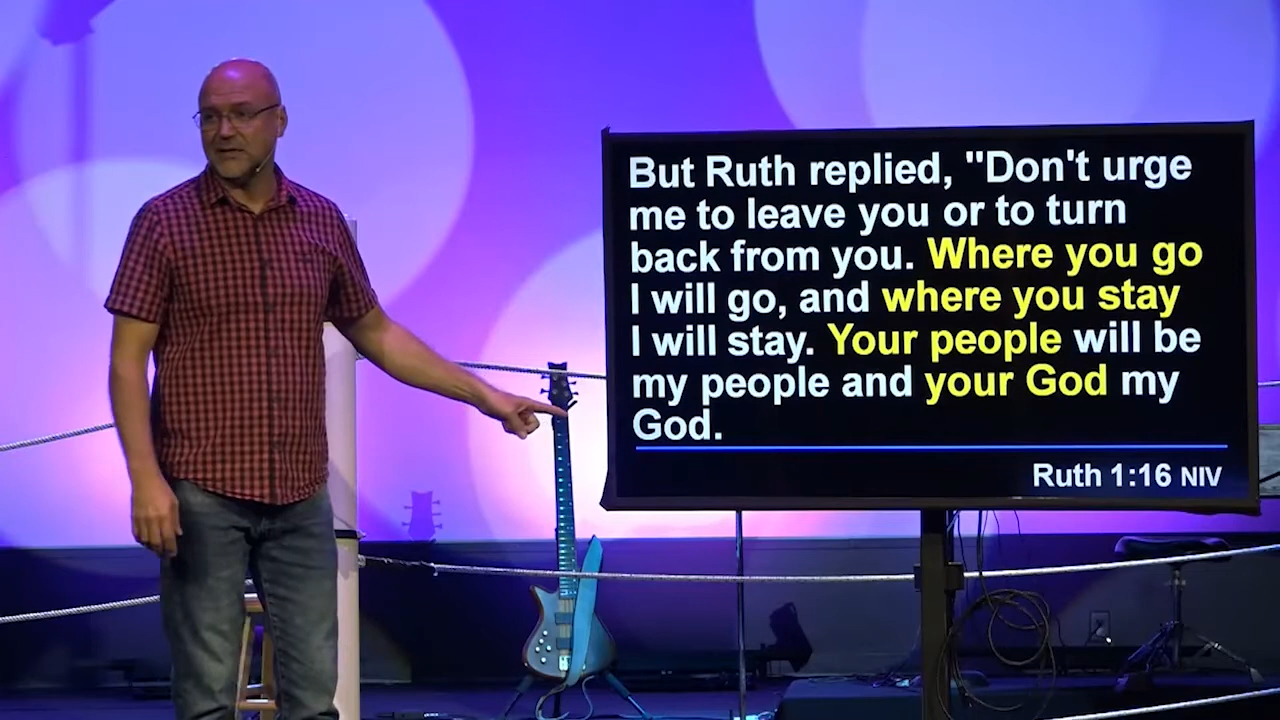 But Ruth replied, "Don't urge
me to leave you or to turn
back from you. Where you go
I will go, and where you stay
I will stay. Your people will be
my people and your God my
God.
Ruth 1:16 NIV